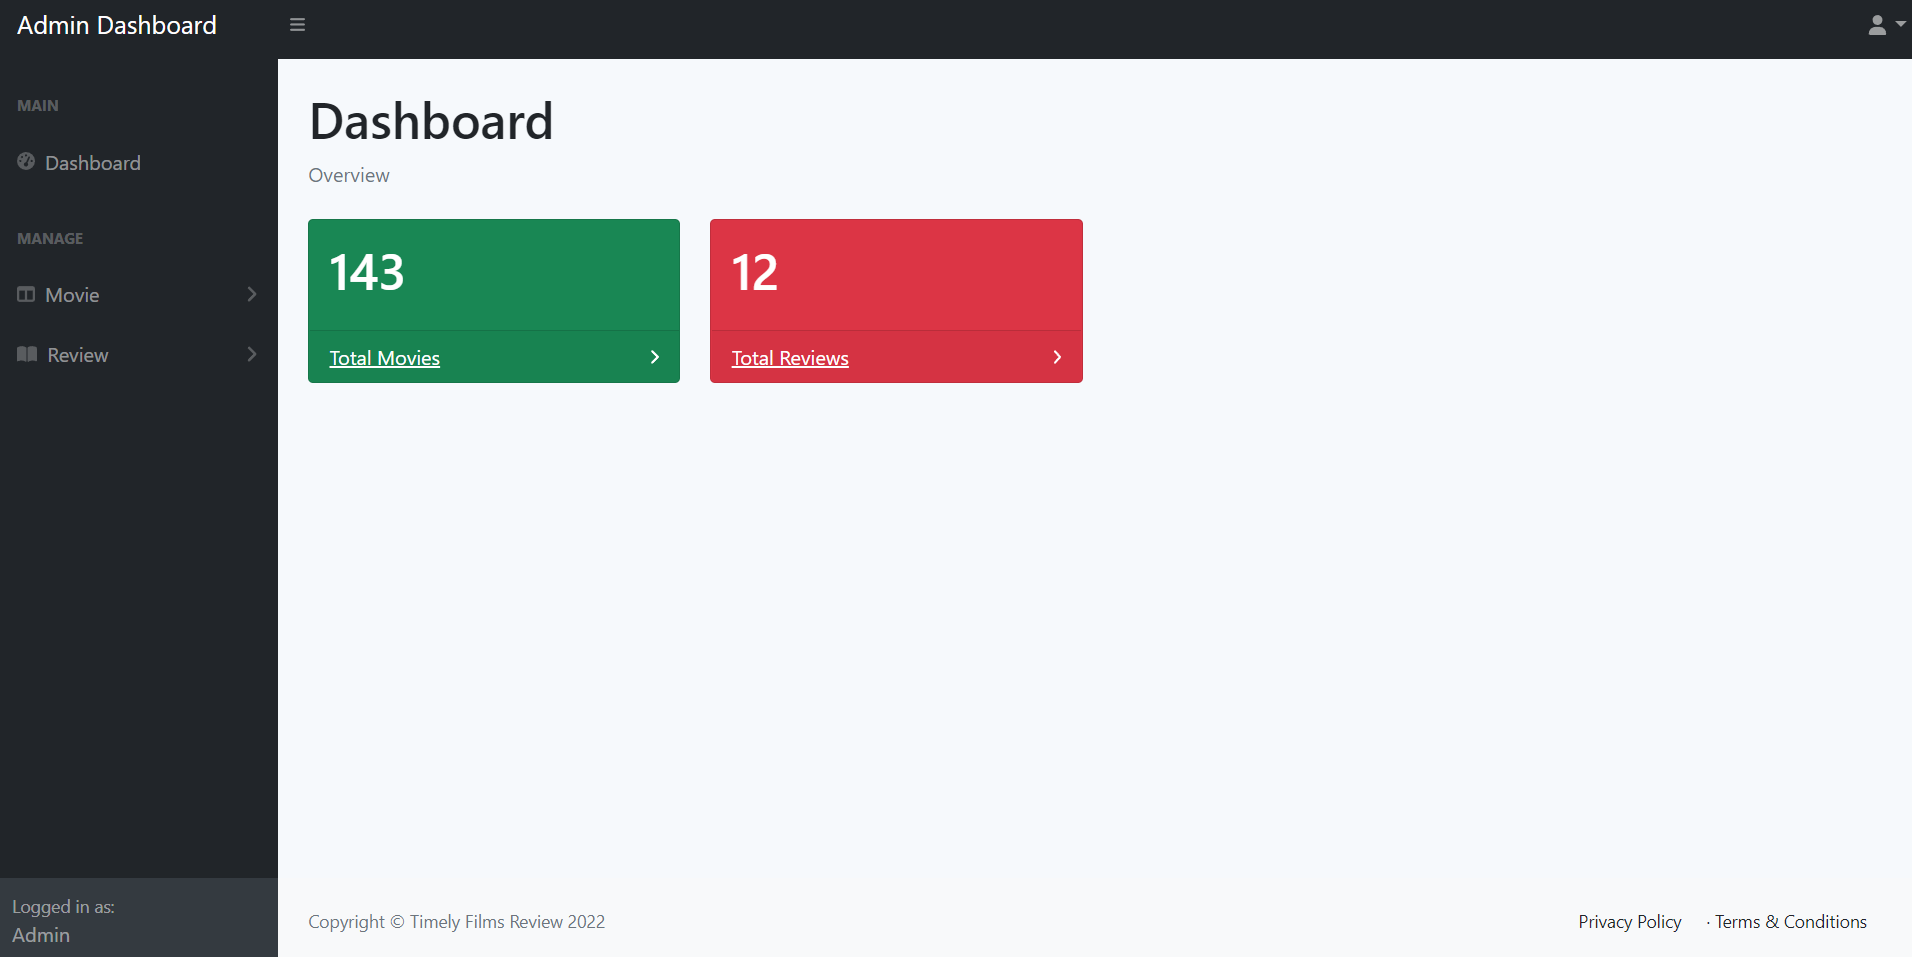 Admin Dashboard
MAIN
Dashboard
MANAGE
Movie
Review
Logged in as:
Admin
Dashboard
Overview
143
Total Movies
12
Total Reviews
Copyright © Timely Films Review 2022
Privacy Policy · Terms & Conditions